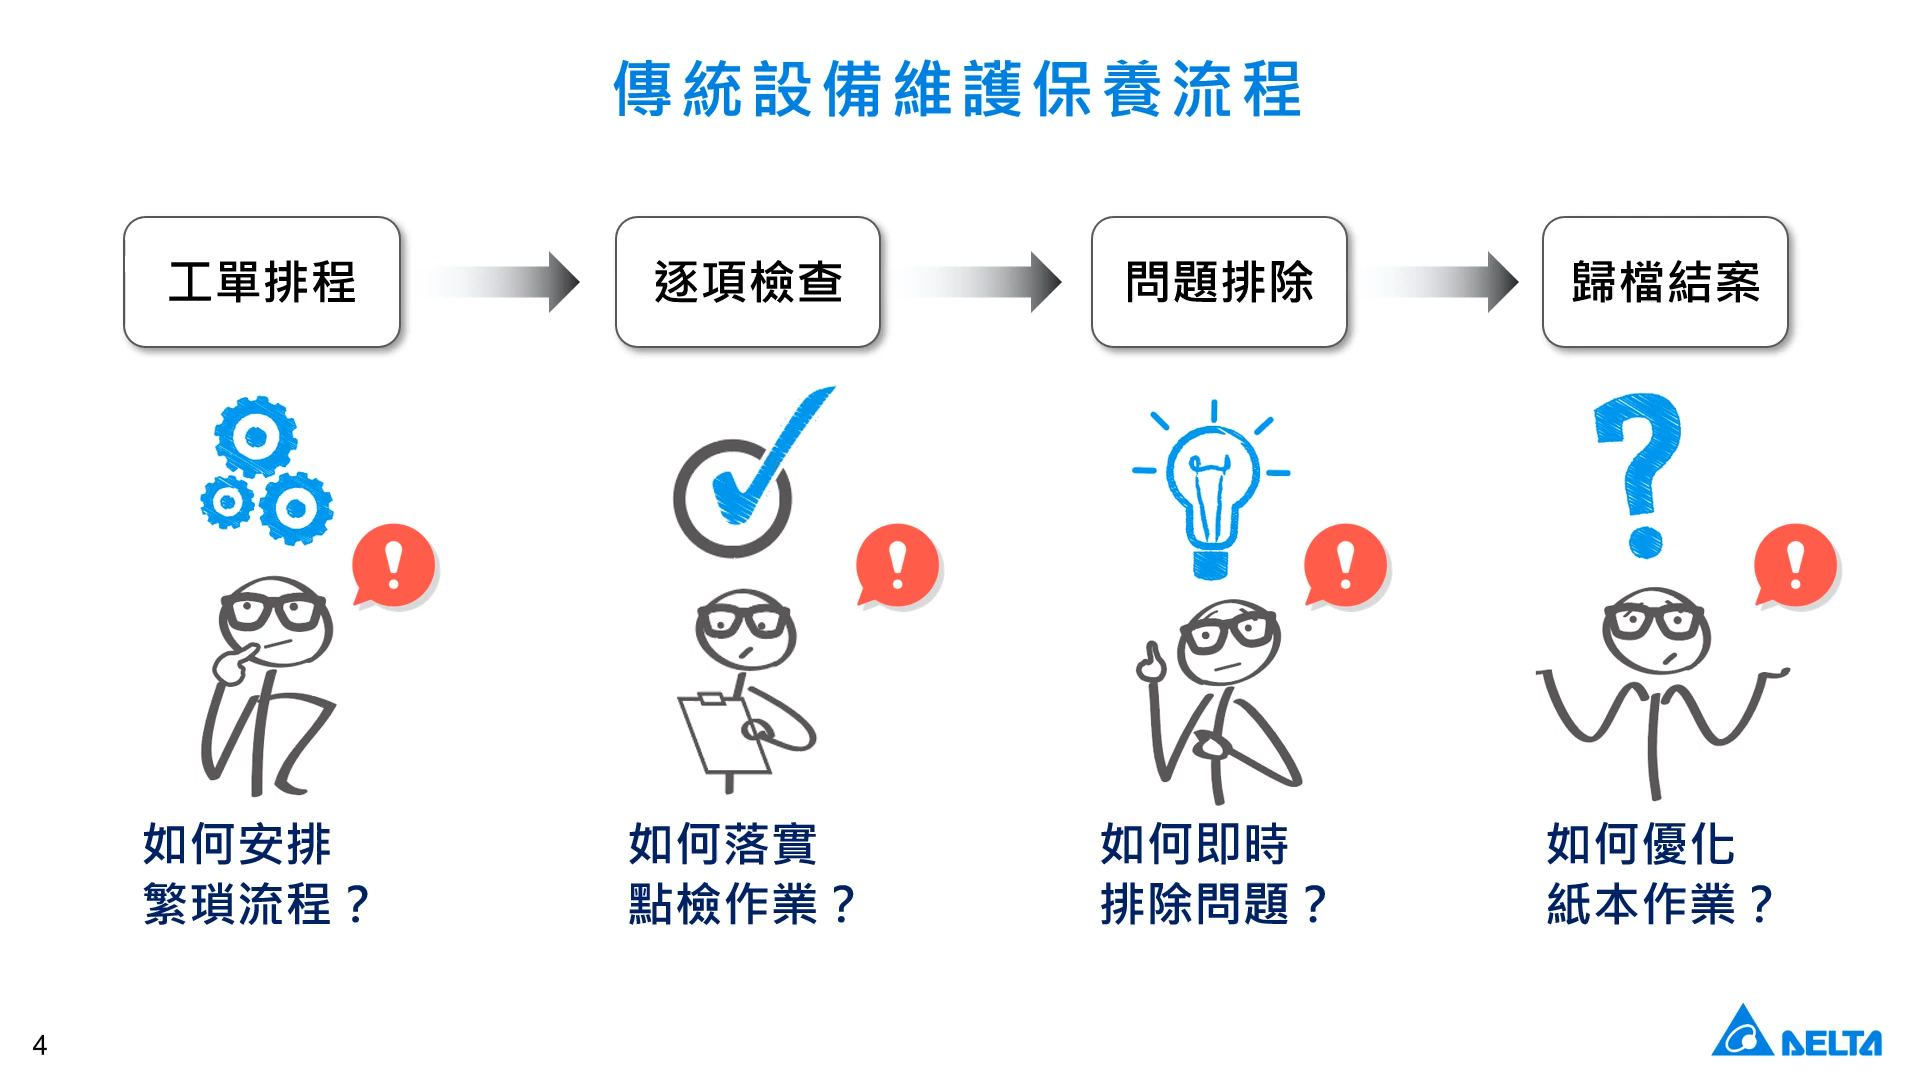 傳統設備維護保養流程
工單排程
逐項檢查
問題排除
歸檔結案
如何安排
繁瑣流程？
如何落實
點檢作業？
如何即時
排除問題？
如何優化
紙本作業？
4
DELTA